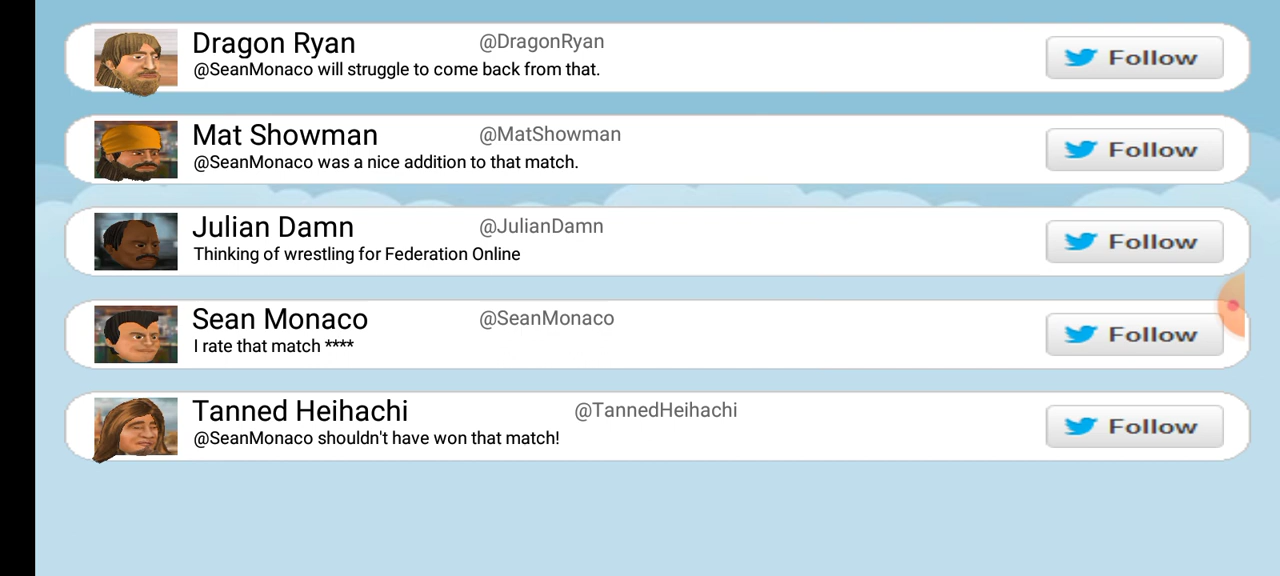 Dragon Ryan @DragonRyan
@SeanMonaco will struggle to come back from that.
Follow
Mat Showman @MatShowman
@SeanMonaco was a nice addition to that match.
Follow
Julian Damn @JulianDamn
Thinking of wrestling for Federation Online
Follow
Sean Monaco @SeanMonaco
I rate that match ****
Follow
Tanned Heihachi @TannedHeihachi
@SeanMonaco shouldn't have won that match!
Follow